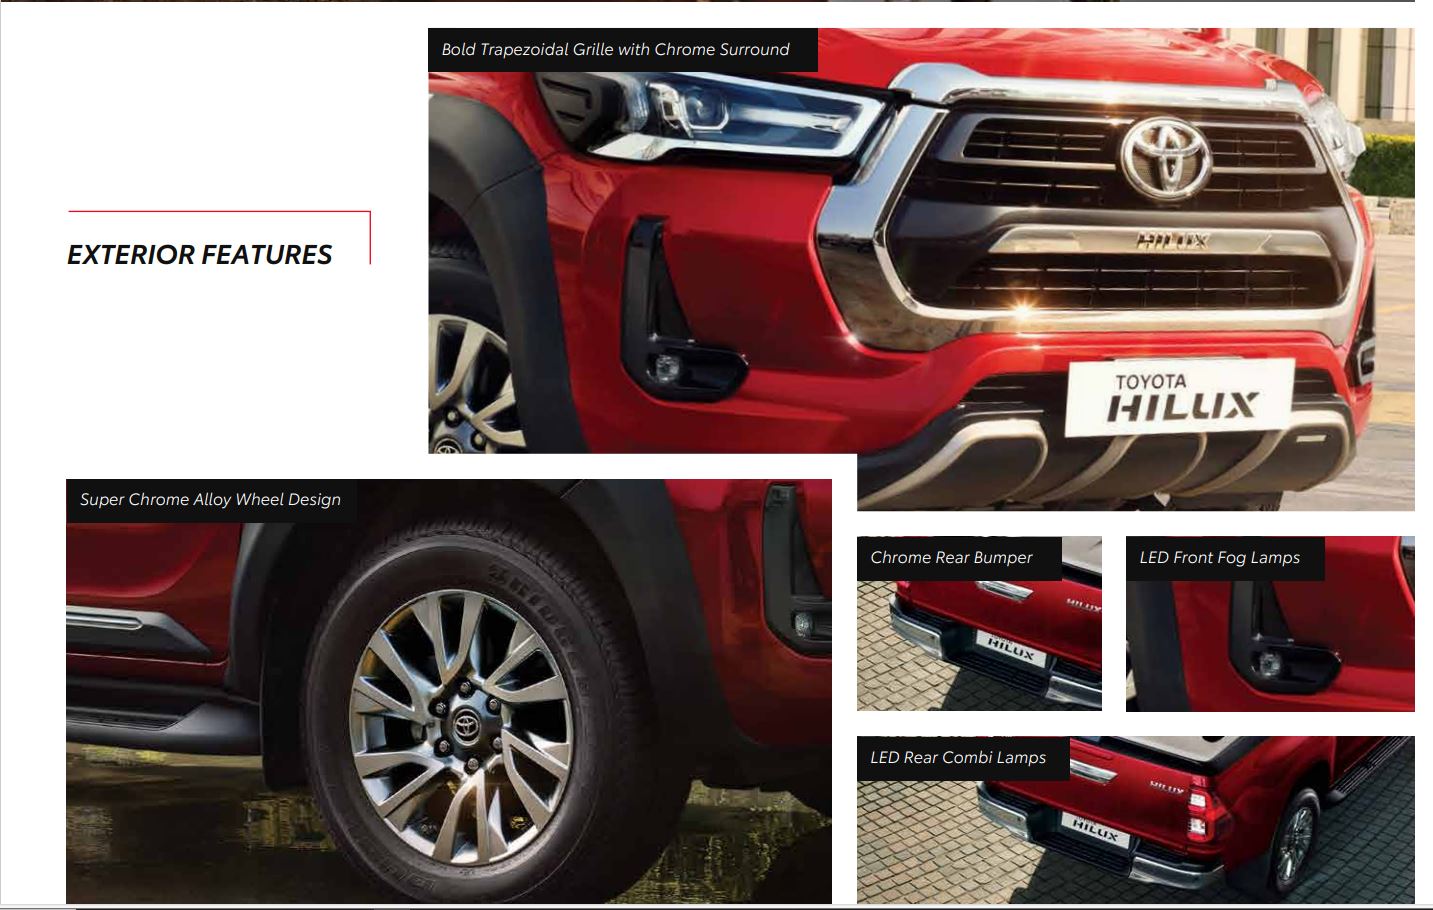 Bold Trapezoidal Grille with Chrome Surround
EXTERIOR FEATURES
HILUX
TOYOTA
HILUX
Super Chrome Alloy Wheel Design
Chrome Rear Bumper
HILUX
HILUX
LED Front Fog Lamps
LED Rear Combi Lamps
HILUX
HILUX